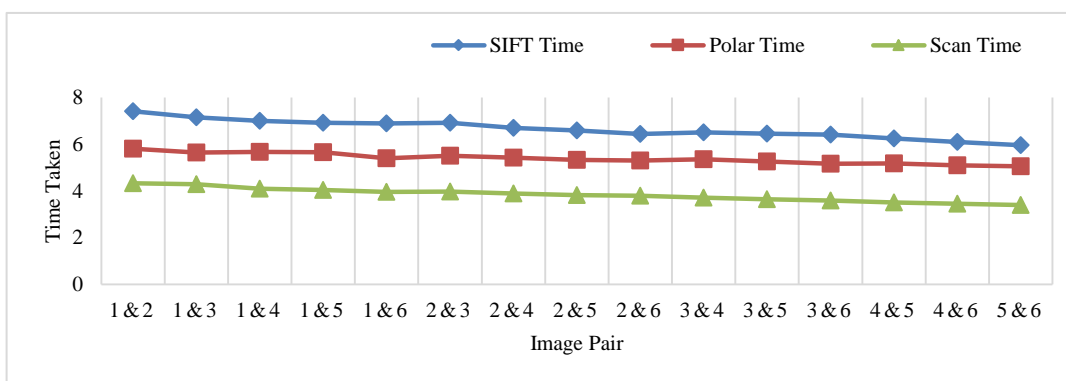 SIFT Time Polar Time Scan Time
8
6
4
2
0
Time Taken
1 & 2 1 & 3 1 & 4 1 & 5 1 & 6 2 & 3 2 & 4 2 & 5 2 & 6 3 & 4 3 & 5 3 & 6 4 & 5 4 & 6 5 & 6
Image Pair